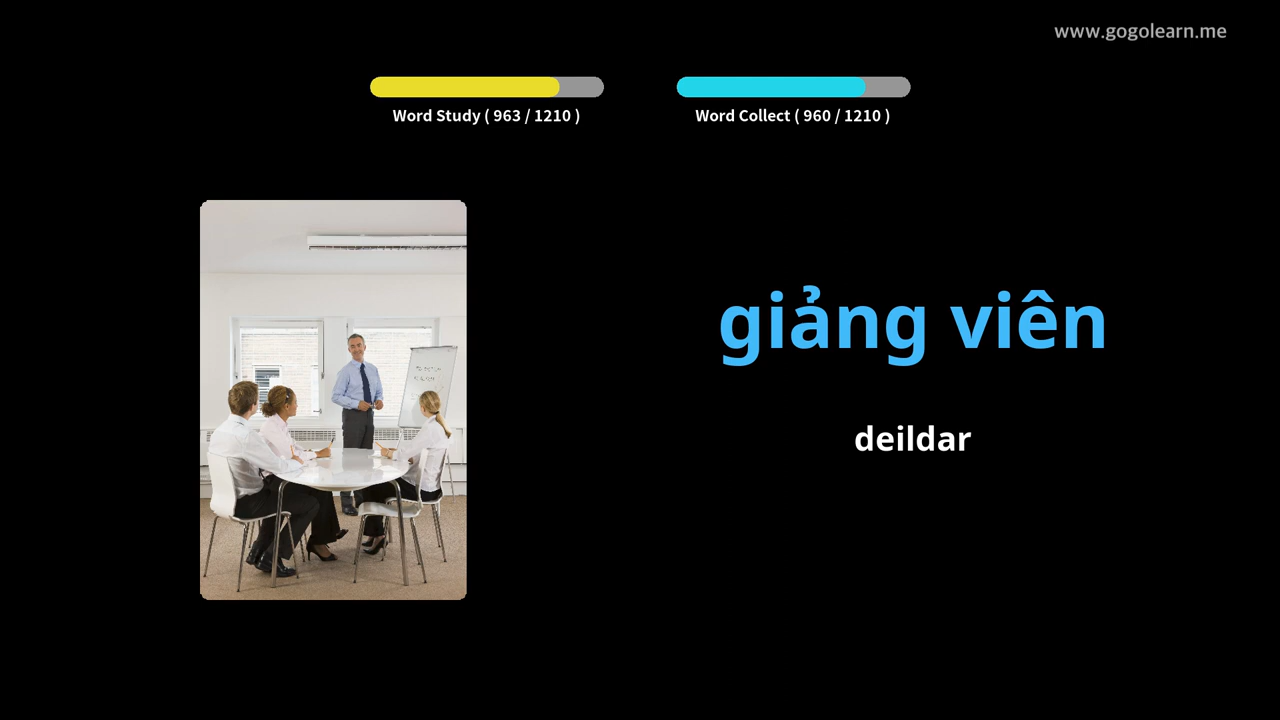 www.gogolearn.me
Word Study ( 963 / 1210 )
Word Collect ( 960 / 1210 )
giảng viên
deildar